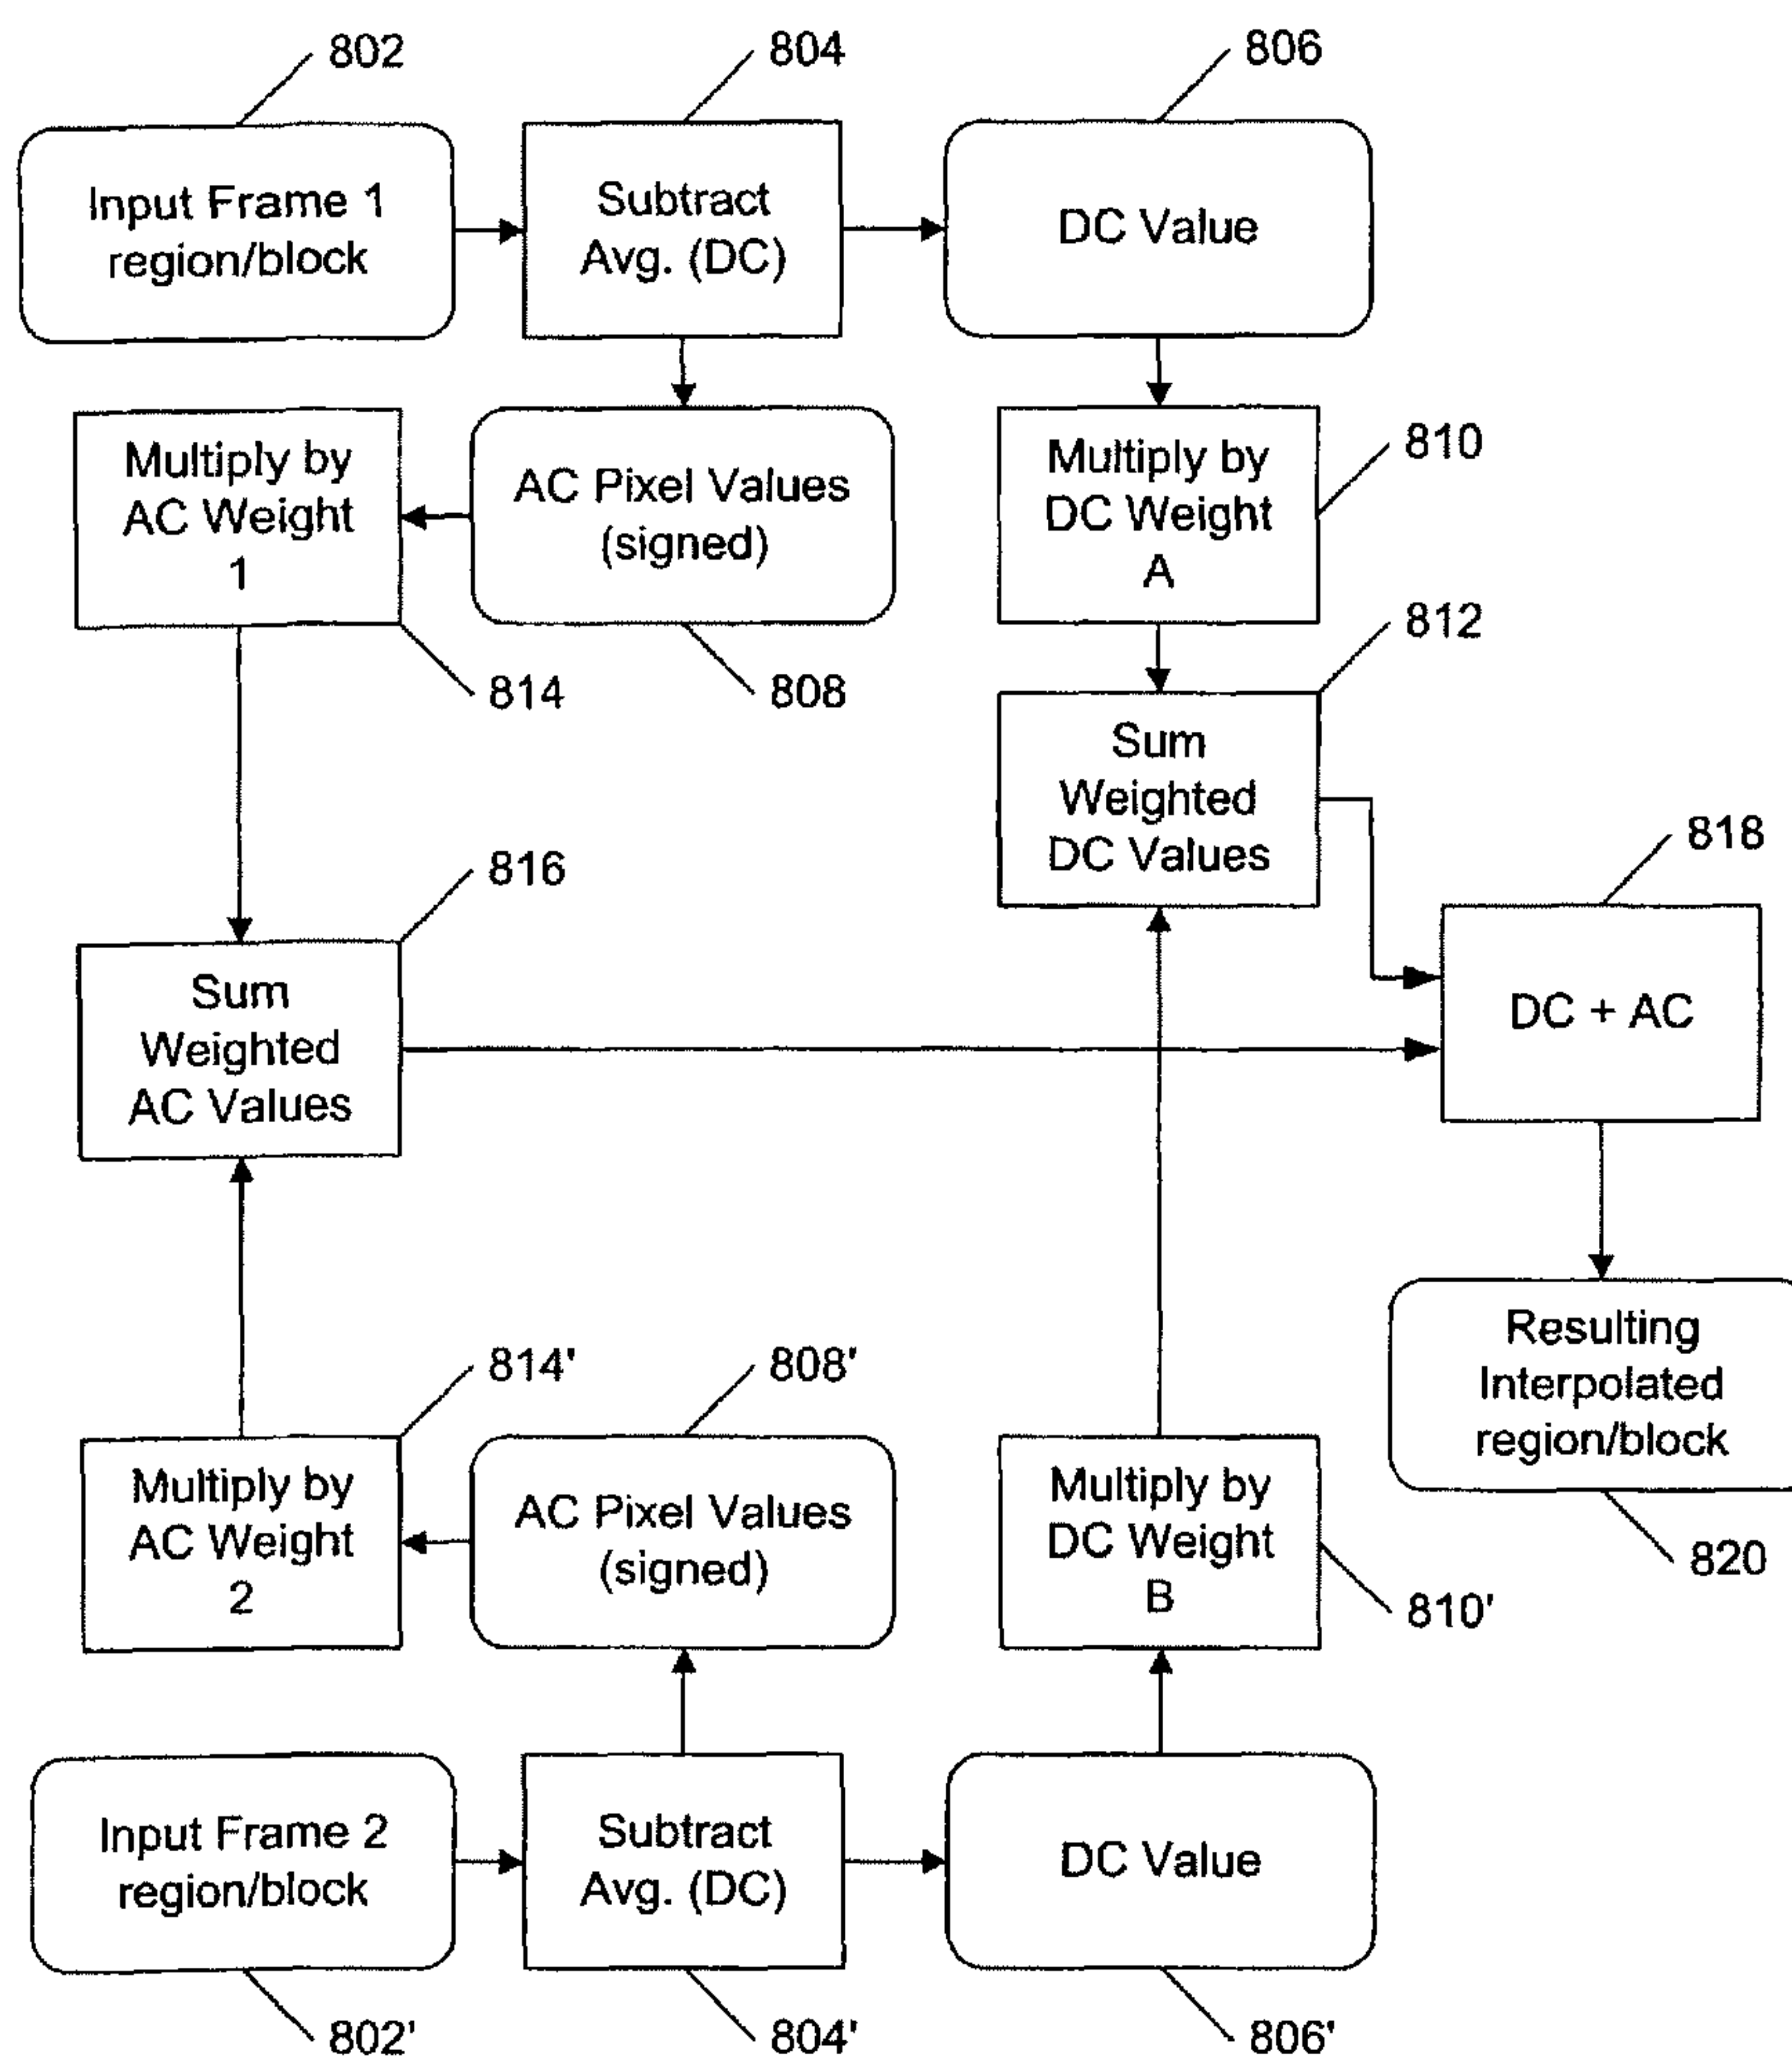 802
804
806
Input Frame 1
region/block
Subtract
Avg. (DC)
DC Value
Multiply by
AC Weight
1
AC Pixel Values
(signed)
Multiply by
DC Weight
A
810
814
808
812
Sum
Weighted
DC Values
818
816
Sum
Weighted
AC Values
DC + AC
Resulting
Interpolated
region/block
820
814'
808'
Multiply by
AC Weight
2
AC Pixel Values
(signed)
Multiply by
DC Weight
B
810'
Input Frame 2
region/block
Subtract
Avg. (DC)
DC Value
802'
804'
806'